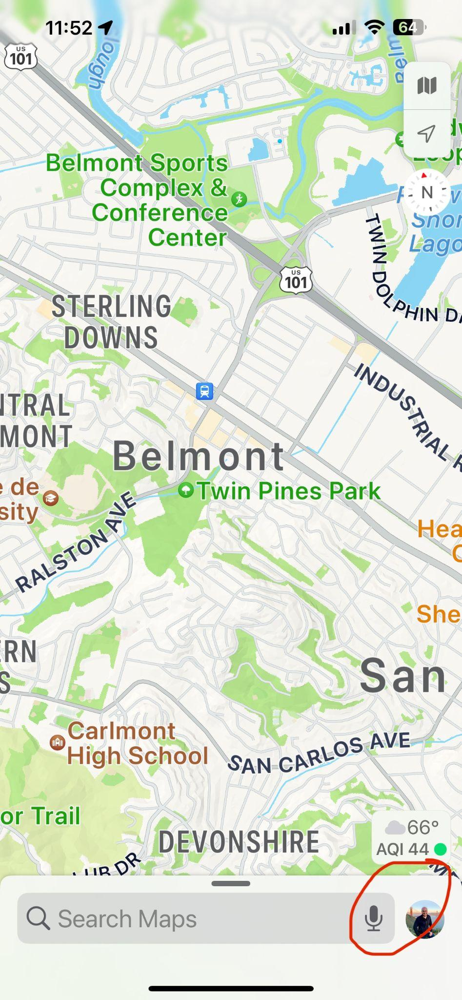 11:52
64
US
101
lough
Belm
Belmont Sports
Complex &
Conference
Center
N
Lago
TWIN DOLPHIN D
US
101
STERLING
DOWNS
INDUSTRIAL
NTRAL
MONT
Belmont
e de
sity
Twin Pines Park
RALSTON AVE
Hea
She
ERN
S
San
Carlmont
High School
SAN CARLOS AVE
or Trail
66°
AQI 44
DEVONSHIRE
LUB DR
Search Maps